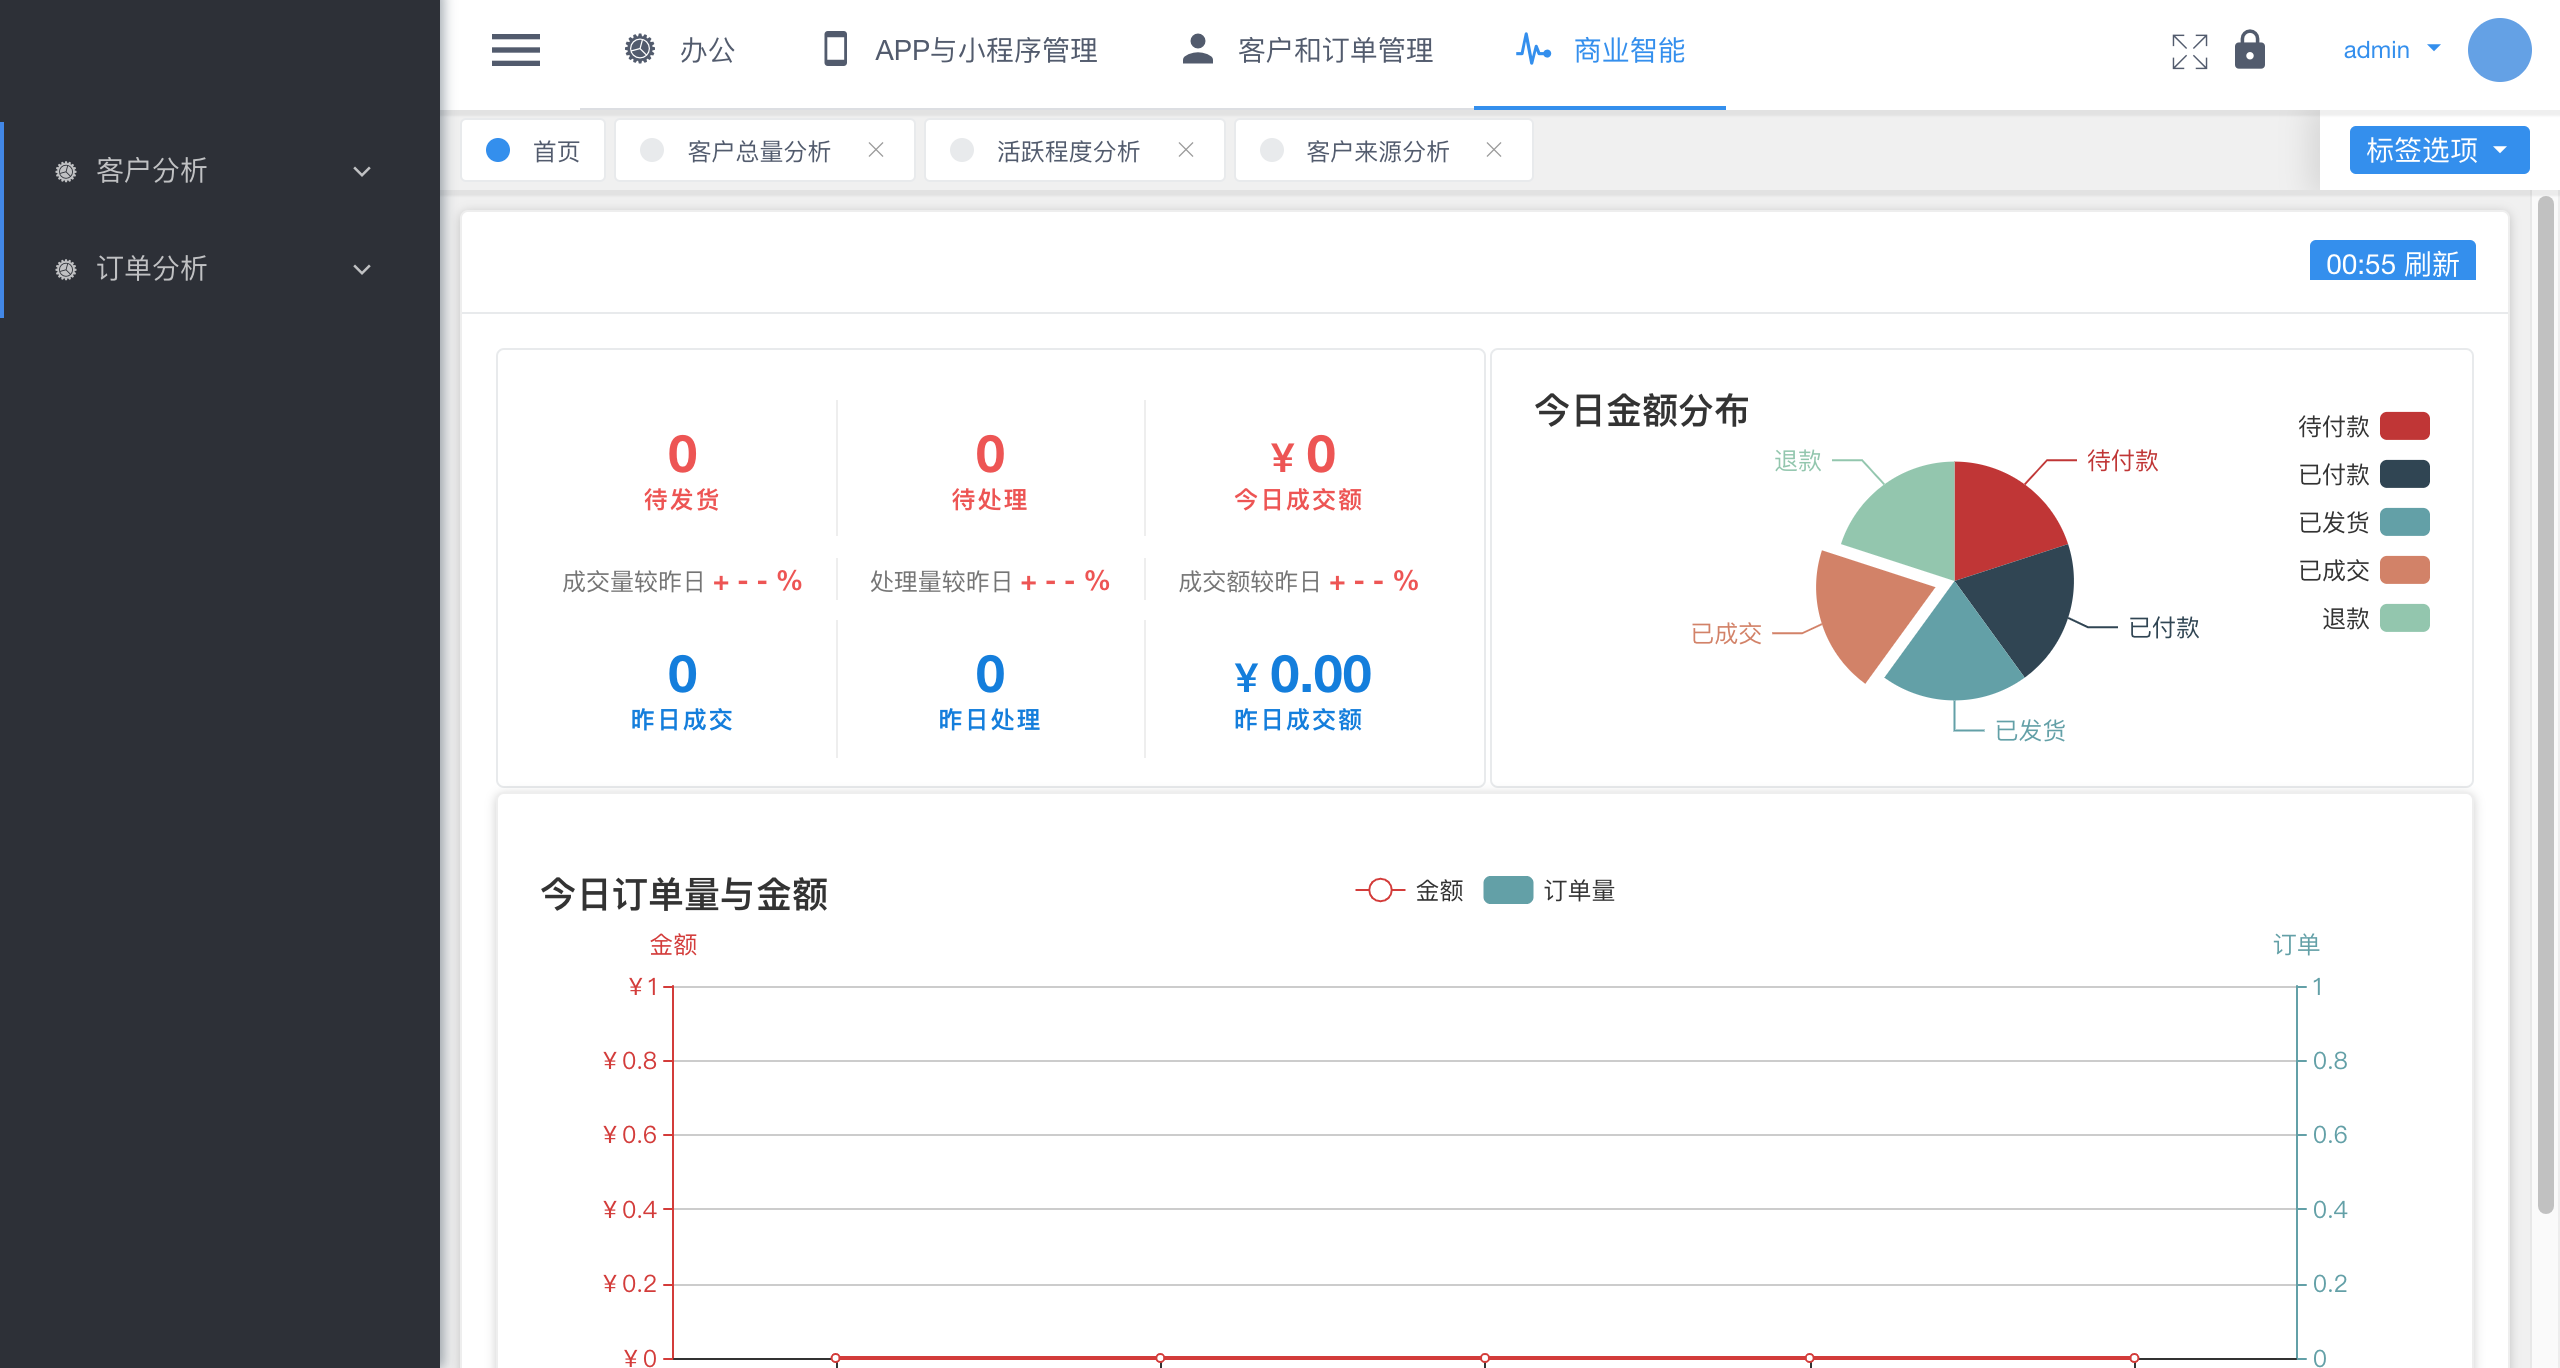 办公 APP与小程序管理 客户和订单管理 商业智能 admin
首页 客户总量分析 活跃程度分析 客户来源分析 标签选项
客户分析
订单分析
00:55 刷新
0 0 ¥ 0
待发货 待处理 今日成交额
成交量较昨日 + - - % 处理量较昨日 + - - % 成交额较昨日 + - - %
0 0 ¥ 0.00
昨日成交 昨日处理 昨日成交额
今日金额分布
待付款
已付款
已发货
已成交
退款
退款 待付款
已成交 已付款
已发货
今日订单量与金额
金额 订单量
金额 订单
¥ 1 1
¥ 0.8 0.8
¥ 0.6 0.6
¥ 0.4 0.4
¥ 0.2 0.2
¥ 0 0